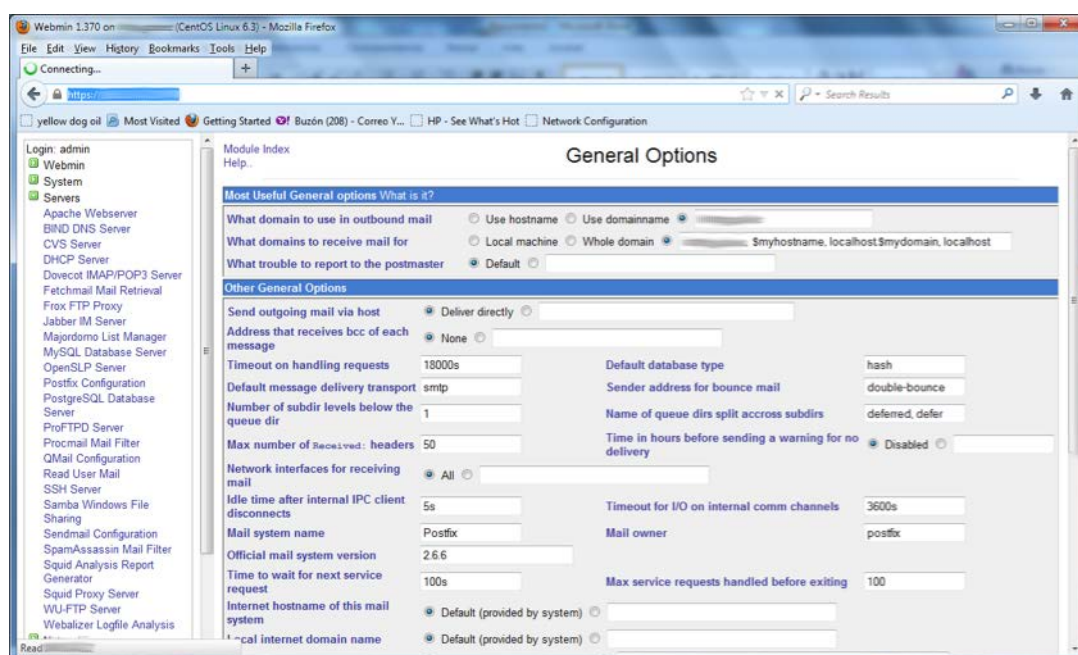 Webmin 1.370 on (CentOS Linux 6.3) - Mozilla Firefox
File Edit View History Bookmarks Tools Help
Connecting...
https:/
Search Results
yellow dog oil Most Visited Getting Started Buzón (208) - Correo Y... HP - See What's Hot Network Configuration
Login: admin
Webmin
System
Servers
Apache Webserver
BIND DNS Server
CVS Server
DHCP Server
Dovecot IMAP/POP3 Server
Fetchmail Mail Retrieval
Frox FTP Proxy
Jabber IM Server
Majordomo List Manager
MySQL Database Server
OpenSLP Server
Postfix Configuration
PostgreSQL Database
Server
ProFTPD Server
Procmail Mail Filter
QMail Configuration
Read User Mail
SSH Server
Samba Windows File
Sharing
Sendmail Configuration
SpamAssassin Mail Filter
Squid Analysis Report
Generator
Squid Proxy Server
WU-FTP Server
Webalizer Logfile Analysis
Read
Module Index
Help..
General Options
Most Useful General options What is it?
What domain to use in outbound mail Use hostname Use domainname
What domains to receive mail for Local machine Whole domain $myhostname, localhost.$mydomain, localhost
What trouble to report to the postmaster Default
Other General Options
Send outgoing mail via host Deliver directly
Address that receives bcc of each
message None
Timeout on handling requests 18000s Default database type hash
Default message delivery transport smtp Sender address for bounce mail double-bounce
Number of subdir levels below the
queue dir 1 Name of queue dirs split accross subdirs deferred, defer
Max number of Received: headers 50 Time in hours before sending a warning for no
delivery Disabled
Network interfaces for receiving
mail All
Idle time after internal IPC client
disconnects 5s Timeout for I/O on internal comm channels 3600s
Mail system name Postfix Mail owner postfix
Official mail system version 2.6.6
Time to wait for next service
request 100s Max service requests handled before exiting 100
Internet hostname of this mail
system Default (provided by system)
Local internet domain name Default (provided by system)